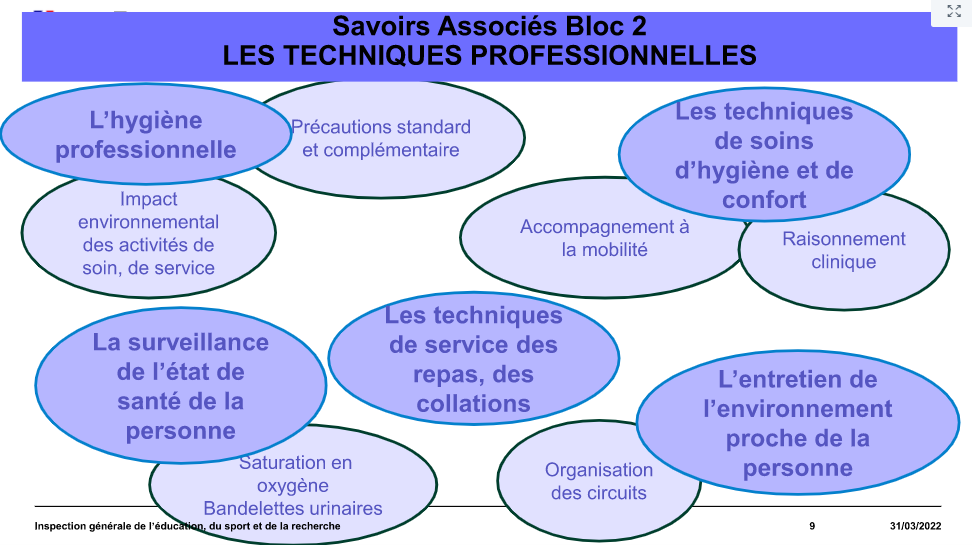 Savoirs Associés Bloc 2
LES TECHNIQUES PROFESSIONNELLES
L’hygiène
professionnelle
Précautions standard
et complémentaire
Les techniques
de soins
d’hygiène et de
confort
Impact
environnemental
des activités de
soin, de service
Accompagnement à
la mobilité
Raisonnement
clinique
La surveillance
de l’état de
santé de la
personne
Les techniques
de service des
repas, des
collations
L’entretien de
l’environnement
proche de la
personne
Saturation en
oxygène
Bandelettes urinaires
Organisation
des circuits
Inspection générale de l’éducation, du sport et de la recherche
9
31/03/2022